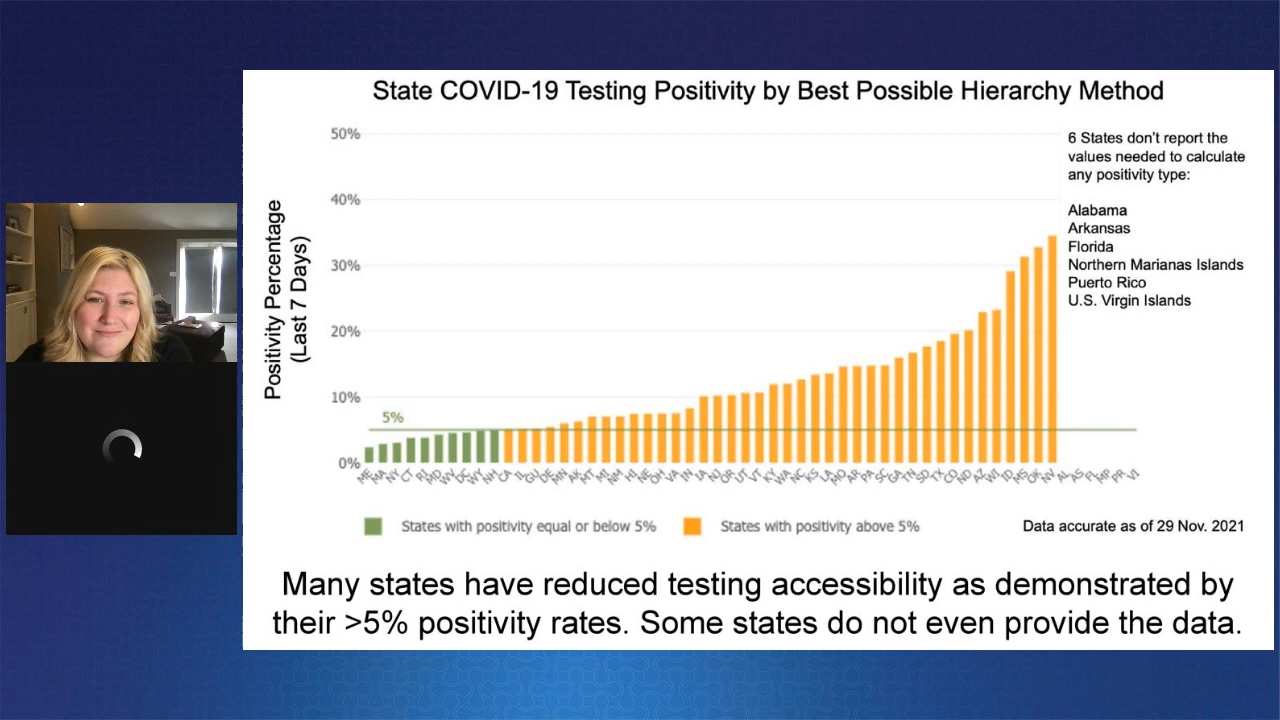 State COVID-19 Testing Positivity by Best Possible Hierarchy Method
50%
40%
30%
20%
10%
0%
5%
Positivity Percentage
(Last 7 Days)
6 States don't report the
values needed to calculate
any positivity type:
Alabama
Arkansas
Florida
Northern Marianas Islands
Puerto Rico
U.S. Virgin Islands
ME MA NY CT RI MD WV DC WY NH CA IL GU DE MN AK MT MI NM HI NE OH VA IN IA NJ OR UT VT KY WA NC KS LA MO AR PA SC GA TN SD TX CO ND AZ WI ID MS OK NV AL AS FL MP PR VI
States with positivity equal or below 5%
States with positivity above 5%
Data accurate as of 29 Nov. 2021
Many states have reduced testing accessibility as demonstrated by
their >5% positivity rates. Some states do not even provide the data.